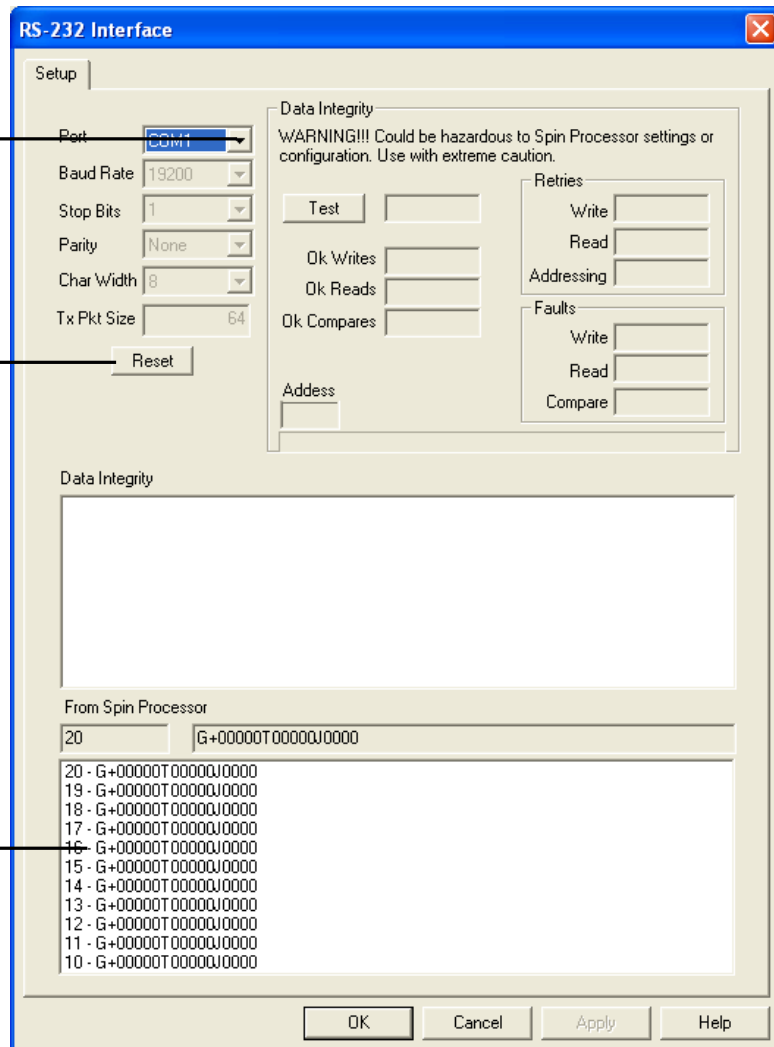 RS-232 Interface
Setup
Port COM1
Baud Rate 19200
Stop Bits 1
Parity None
Char Width 8
Tx Pkt Size 64
Reset
Data Integrity
WARNING!!! Could be hazardous to Spin Processor settings or
configuration. Use with extreme caution.
Test
Ok Writes
Ok Reads
Ok Compares
Addess
Retries
Write
Read
Addressing
Faults
Write
Read
Compare
Data Integrity
From Spin Processor
20 G+00000T00000J0000
20 - G+00000T00000J0000
19 - G+00000T00000J0000
18 - G+00000T00000J0000
17 - G+00000T00000J0000
16 - G+00000T00000J0000
15 - G+00000T00000J0000
14 - G+00000T00000J0000
13 - G+00000T00000J0000
12 - G+00000T00000J0000
11 - G+00000T00000J0000
10 - G+00000T00000J0000
OK Cancel Apply Help